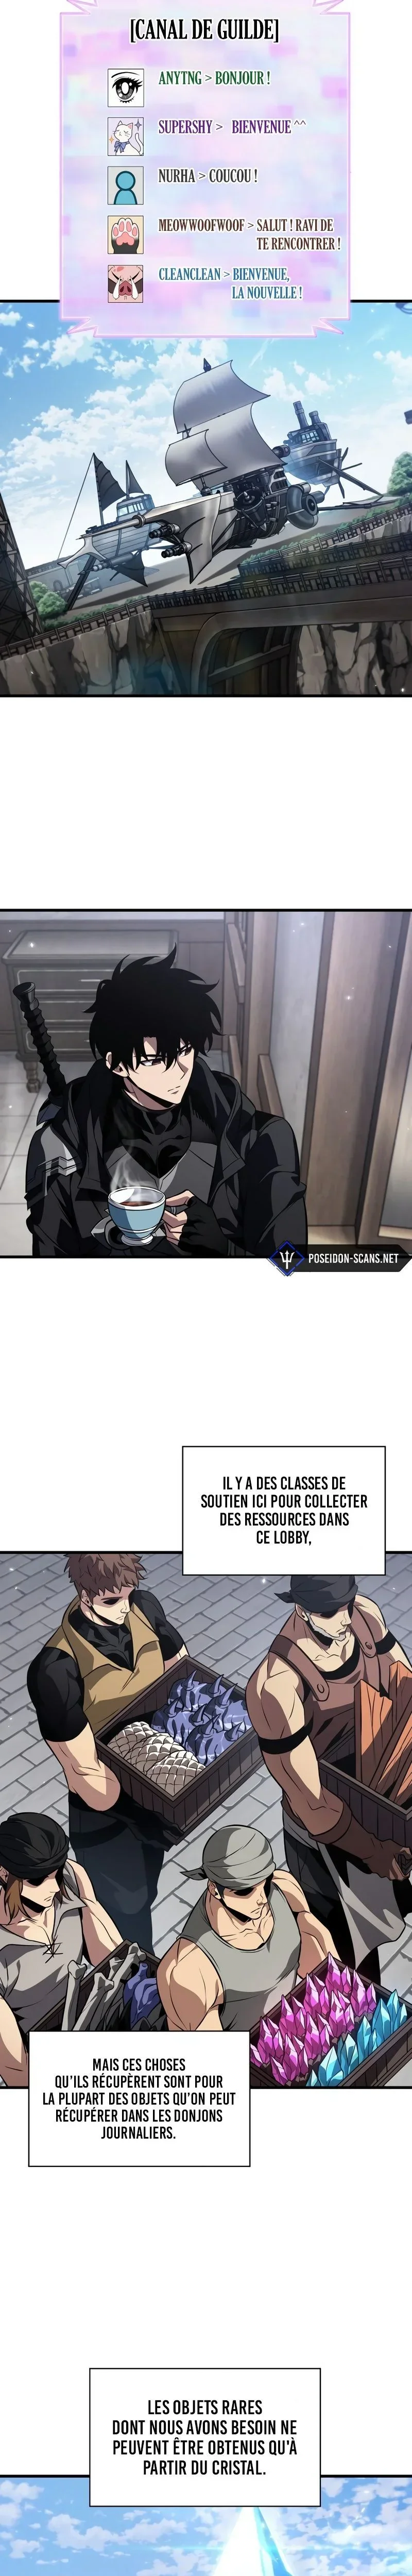 [CANAL DE GUILDE]
ANYTNG > BONJOUR !
SUPERSHY > BIENVENUE ^^
NURHA > COUCOU !
MEOWWOOFWOOF > SALUT ! RAVI DE
TE RENCONTRER !
CLEANCLEAN > BIENVENUE,
LA NOUVELLE !
POSEIDON-SCANS.NET
IL Y A DES CLASSES DE
SOUTIEN ICI POUR COLLECTER
DES RESSOURCES DANS
CE LOBBY,
MAIS CES CHOSES
QU'ILS RÉCUPÈRENT SONT POUR
LA PLUPART DES OBJETS QU'ON PEUT
RÉCUPÉRER DANS LES DONJONS
JOURNALIERS.
LES OBJETS RARES
DONT NOUS AVONS BESOIN NE
PEUVENT ÊTRE OBTENUS QU'À
PARTIR DU CRISTAL.